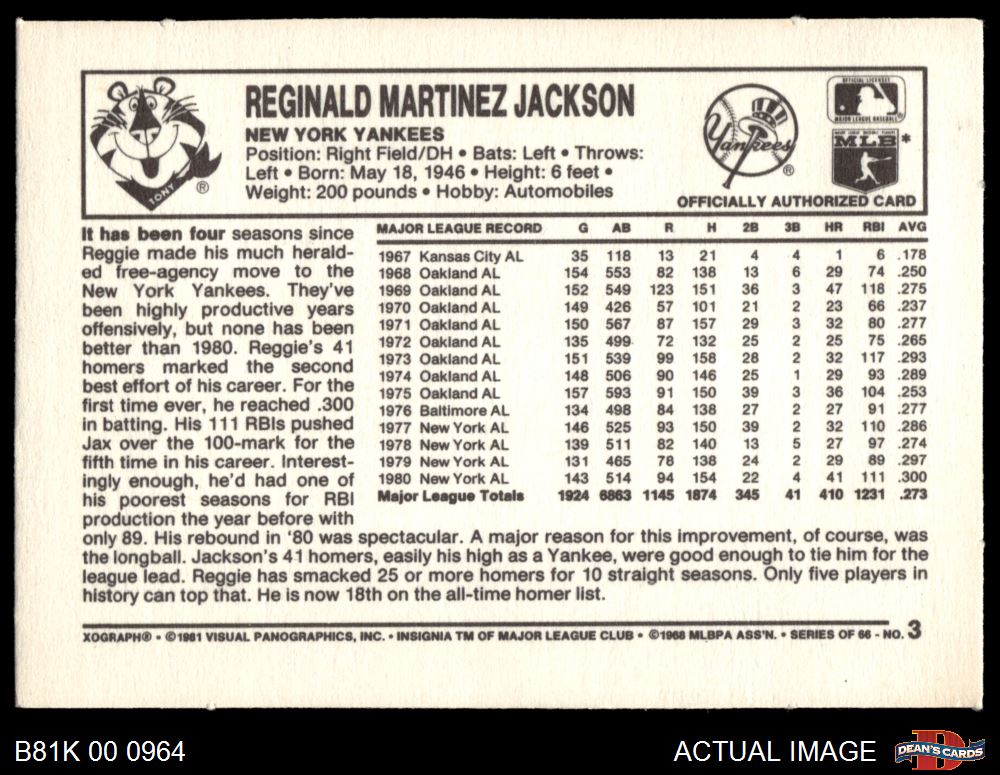 REGINALD MARTINEZ JACKSON
NEW YORK YANKEES
Position: Right Field/DH • Bats: Left • Throws:
Left • Born: May 18, 1946 • Height: 6 feet •
Weight: 200 pounds • Hobby: Automobiles
TONY
®
Yankees
®
OFFICIALLY LICENSED
MAJOR LEAGUE BASEBALL
®
MAJOR LEAGUE BASEBALL PLAYERS
MLB
*
OFFICIALLY AUTHORIZED CARD
It has been four seasons since
Reggie made his much herald-
ed free-agency move to the
New York Yankees. They've
been highly productive years
offensively, but none has been
better than 1980. Reggie's 41
homers marked the second
best effort of his career. For the
first time ever, he reached .300
in batting. His 111 RBIs pushed
Jax over the 100-mark for the
fifth time in his career. Interest-
ingly enough, he'd had one of
his poorest seasons for RBI
production the year before with
only 89. His rebound in '80 was spectacular. A major reason for this improvement, of course, was
the longball. Jackson's 41 homers, easily his high as a Yankee, were good enough to tie him for the
league lead. Reggie has smacked 25 or more homers for 10 straight seasons. Only five players in
history can top that. He is now 18th on the all-time homer list.
MAJOR LEAGUE RECORD G AB R H 2B 3B HR RBI AVG
1967 Kansas City AL 35 118 13 21 4 4 1 6 .178
1968 Oakland AL 154 553 82 138 13 6 29 74 .250
1969 Oakland AL 152 549 123 151 36 3 47 118 .275
1970 Oakland AL 149 426 57 101 21 2 23 66 .237
1971 Oakland AL 150 567 87 157 29 3 32 80 .277
1972 Oakland AL 135 499 72 132 25 2 25 75 .265
1973 Oakland AL 151 539 99 158 28 2 32 117 .293
1974 Oakland AL 148 506 90 146 25 1 29 93 .289
1975 Oakland AL 157 593 91 150 39 3 36 104 .253
1976 Baltimore AL 134 498 84 138 27 2 27 91 .277
1977 New York AL 146 525 93 150 39 2 32 110 .286
1978 New York AL 139 511 82 140 13 5 27 97 .274
1979 New York AL 131 465 78 138 24 2 29 89 .297
1980 New York AL 143 514 94 154 22 4 41 111 .300
Major League Totals 1924 6863 1145 1874 345 41 410 1231 .273
XOGRAPH® • ©1981 VISUAL PANOGRAPHICS, INC. • INSIGNIA TM OF MAJOR LEAGUE CLUB • ©1968 MLBPA ASS'N. • SERIES OF 66 - NO. 3
B81K 00 0964
ACTUAL IMAGE
DEAN'S CARDS